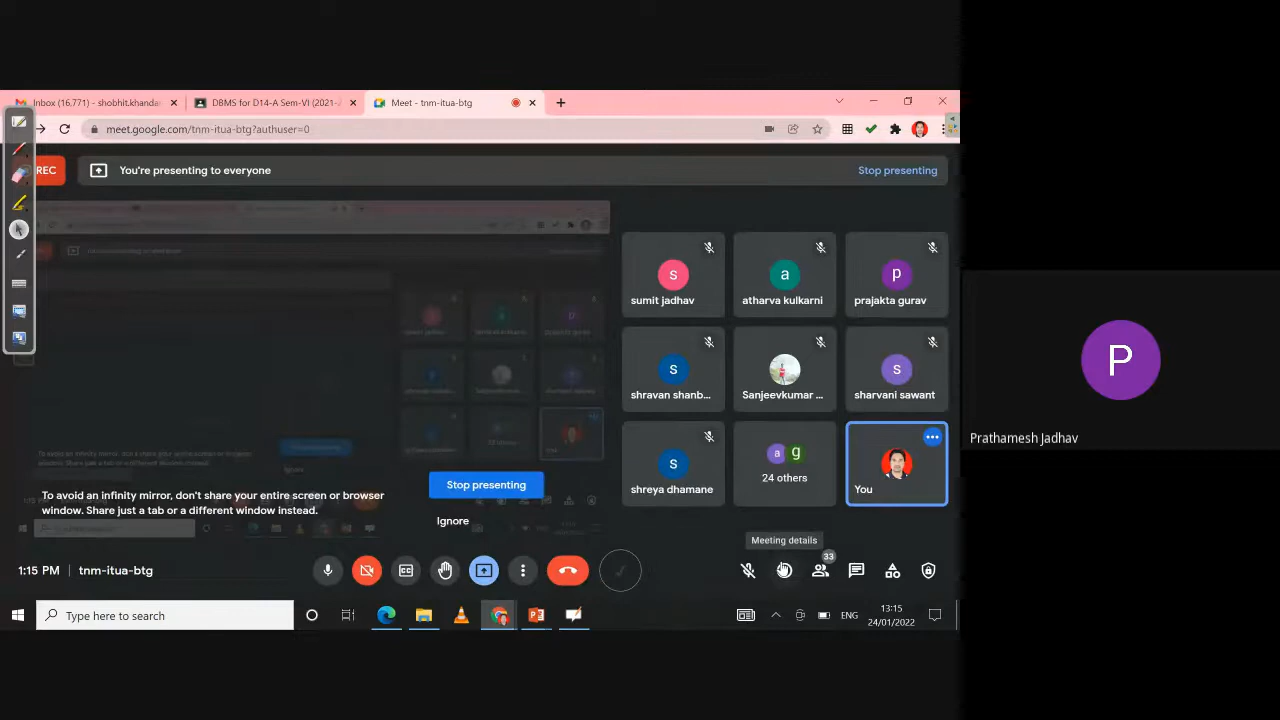 Inbox (16,771) - shobhit.khanda
DBMS for D14-A Sem-VI (2021-
Meet - tnm-itua-btg
meet.google.com/tnm-itua-btg?authuser=0
REC
You're presenting to everyone
Stop presenting
s
sumit jadhav
a
atharva kulkarni
p
prajakta gurav
s
shravan shanb...
Sanjeevkumar ...
s
sharvani sawant
s
shreya dhamane
a g
24 others
You
P
Prathamesh Jadhav
To avoid an infinity mirror, don't share your entire screen or browser
window. Share just a tab or a different window instead.
Stop presenting
Ignore
Meeting details
33
1:15 PM | tnm-itua-btg
Type here to search
ENG
13:15
24/01/2022